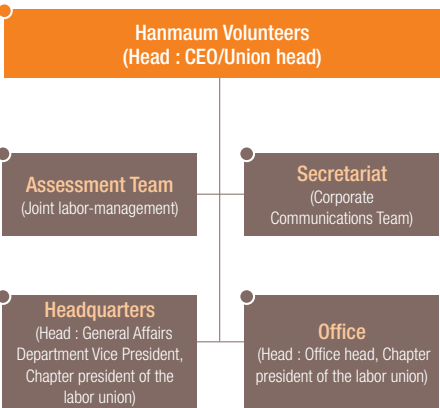 Hanmaum Volunteers
(Head : CEO/Union head)
Assessment Team
(Joint labor-management)
Secretariat
(Corporate
Communications Team)
Headquarters
(Head : General Affairs
Department Vice President,
Chapter president of the
labor union)
Office
(Head : Office head, Chapter
president of the labor union)